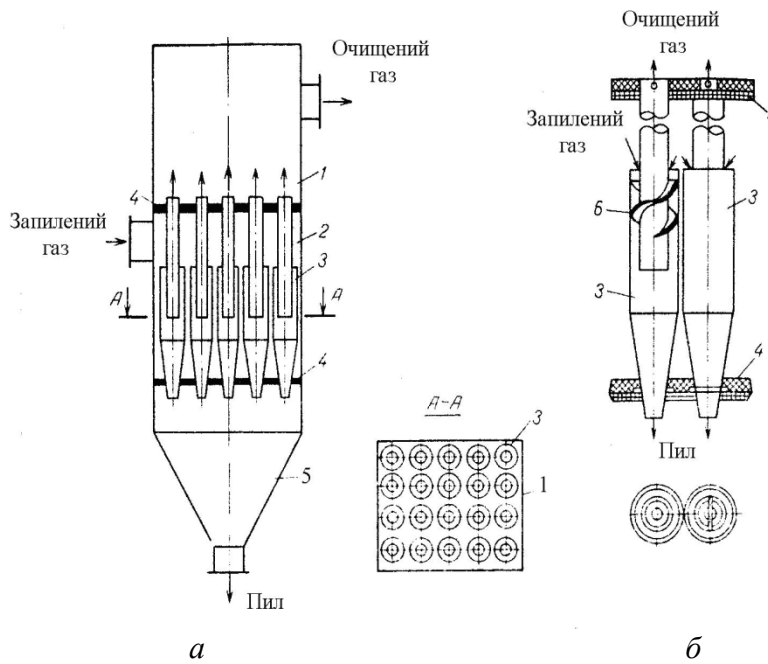 Очищений
газ
1
4
Запилений
газ
2
3
А
А
4
5
Пил
а
А-А
3
1
Очищений
газ
Запилений
газ
6
3
3
4
Пил
б